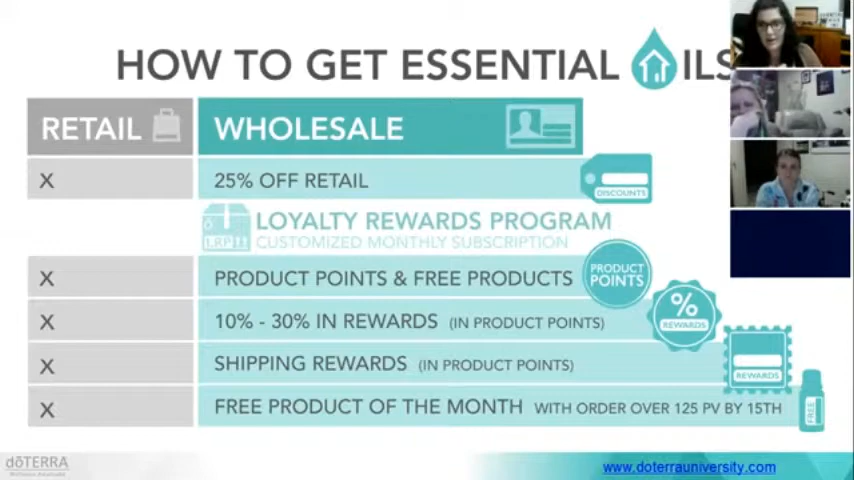 HOW TO GET ESSENTIAL ILS
RETAIL
WHOLESALE
X
25% OFF RETAIL
DISCOUNTS
LRP
LOYALTY REWARDS PROGRAM
CUSTOMIZED MONTHLY SUBSCRIPTION
X
PRODUCT POINTS & FREE PRODUCTS
PRODUCT
POINTS
X
10% - 30% IN REWARDS (IN PRODUCT POINTS)
%
REWARDS
X
SHIPPING REWARDS (IN PRODUCT POINTS)
REWARDS
X
FREE PRODUCT OF THE MONTH WITH ORDER OVER 125 PV BY 15TH
FREE
dōTERRA
www.doterrauniversity.com